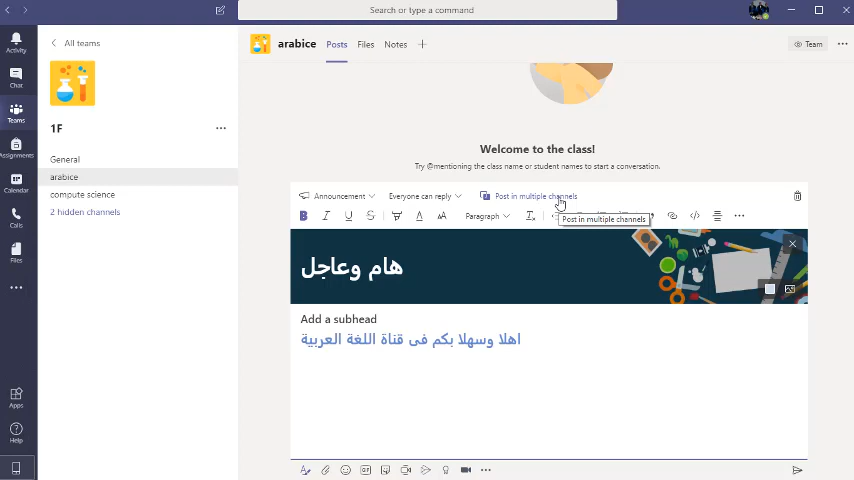 Search or type a command
Activity
Chat
Teams
Assignments
Calendar
Calls
Files
Apps
Help
All teams
1F
General
arabice
compute science
2 hidden channels
arabice Posts Files Notes
Team
Welcome to the class!
Try @mentioning the class name or student names to start a conversation.
Announcement Everyone can reply Post in multiple channels
B I U S A AA Paragraph
Post in multiple channels
هام وعاجل
Add a subhead
اهلا وسهلا بكم فى قناة اللغة العربية
GIF